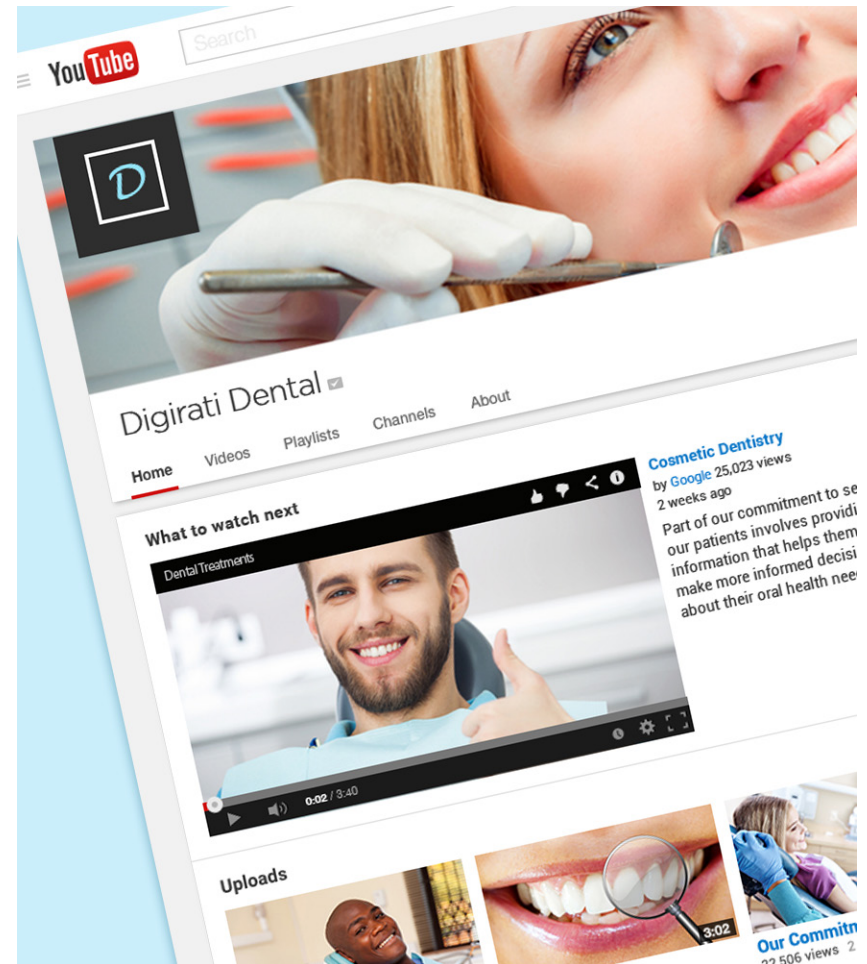 YouTube
Search
D
Digirati Dental
Home Videos Playlists Channels About
What to watch next
Dental Treatments
0:02 / 3:40
Cosmetic Dentistry
by Google 25,023 views
2 weeks ago
Part of our commitment to se
our patients involves providi
information that helps them
make more informed decisi
about their oral health nee
Uploads
3:02
Our Commitm
506 views 2